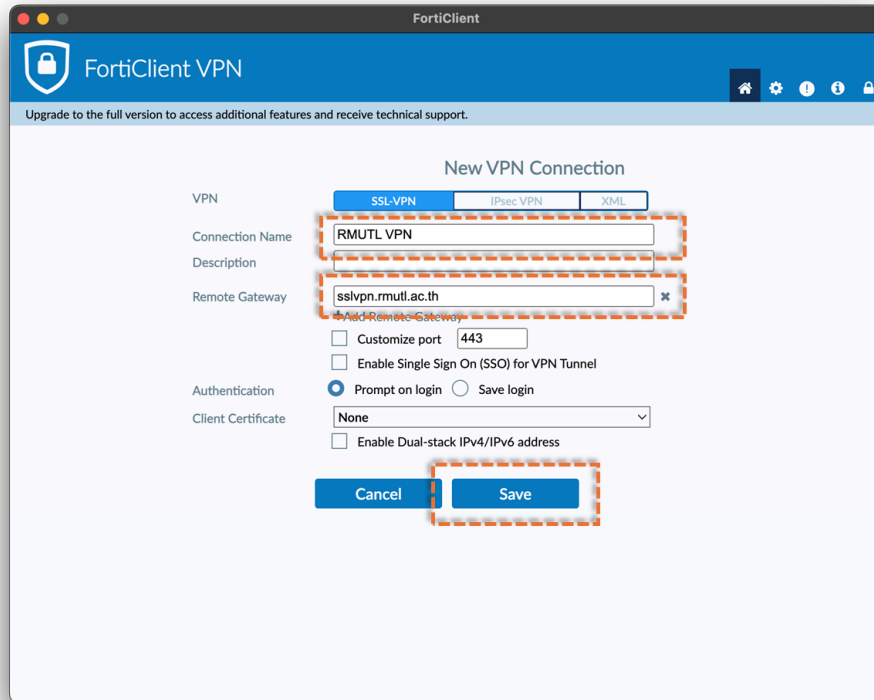 FortiClient
FortiClient VPN
Upgrade to the full version to access additional features and receive technical support.
New VPN Connection
VPN SSL-VPN IPsec VPN XML
Connection Name RMUTL VPN
Description
Remote Gateway sslvpn.rmutl.ac.th
+Add Remote Gateway
Customize port 443
Enable Single Sign On (SSO) for VPN Tunnel
Authentication Prompt on login Save login
Client Certificate None
Enable Dual-stack IPv4/IPv6 address
Cancel Save